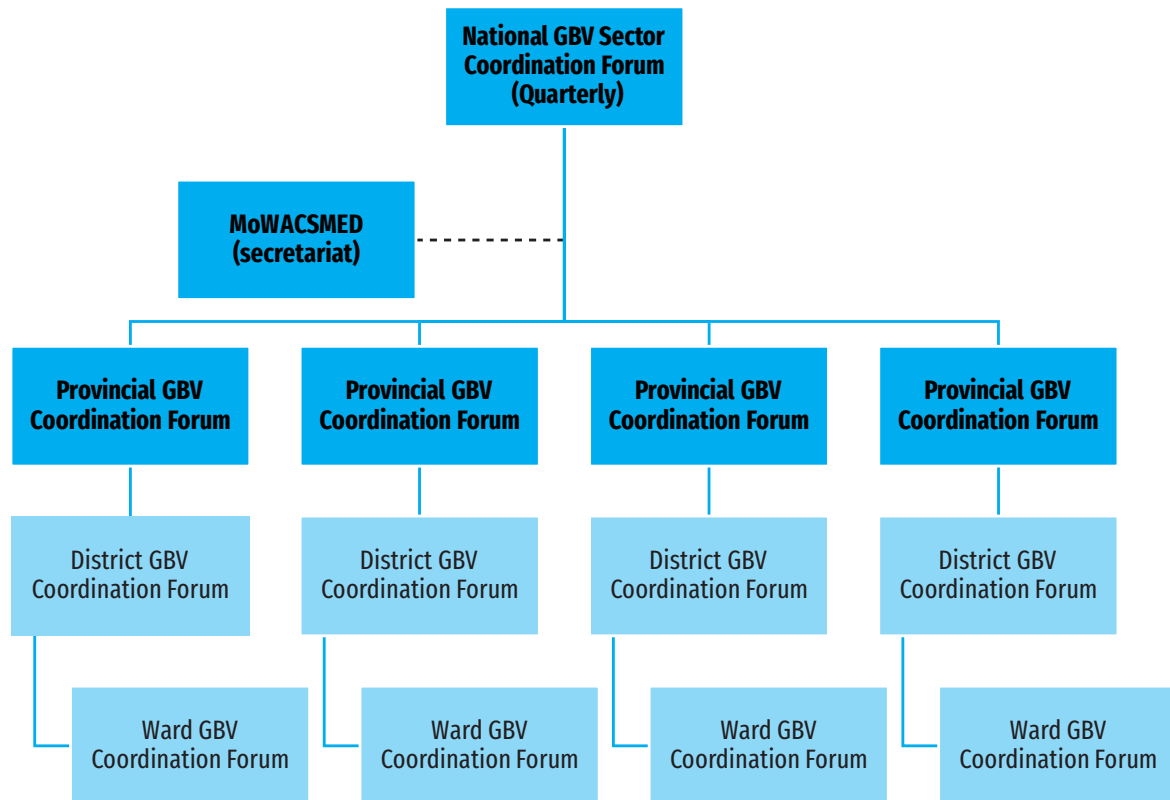 National GBV Sector
Coordination Forum
(Quarterly)
MoWACSMED
(secretariat)
Provincial GBV
Coordination Forum
Provincial GBV
Coordination Forum
Provincial GBV
Coordination Forum
Provincial GBV
Coordination Forum
District GBV
Coordination Forum
District GBV
Coordination Forum
District GBV
Coordination Forum
District GBV
Coordination Forum
Ward GBV
Coordination Forum
Ward GBV
Coordination Forum
Ward GBV
Coordination Forum
Ward GBV
Coordination Forum